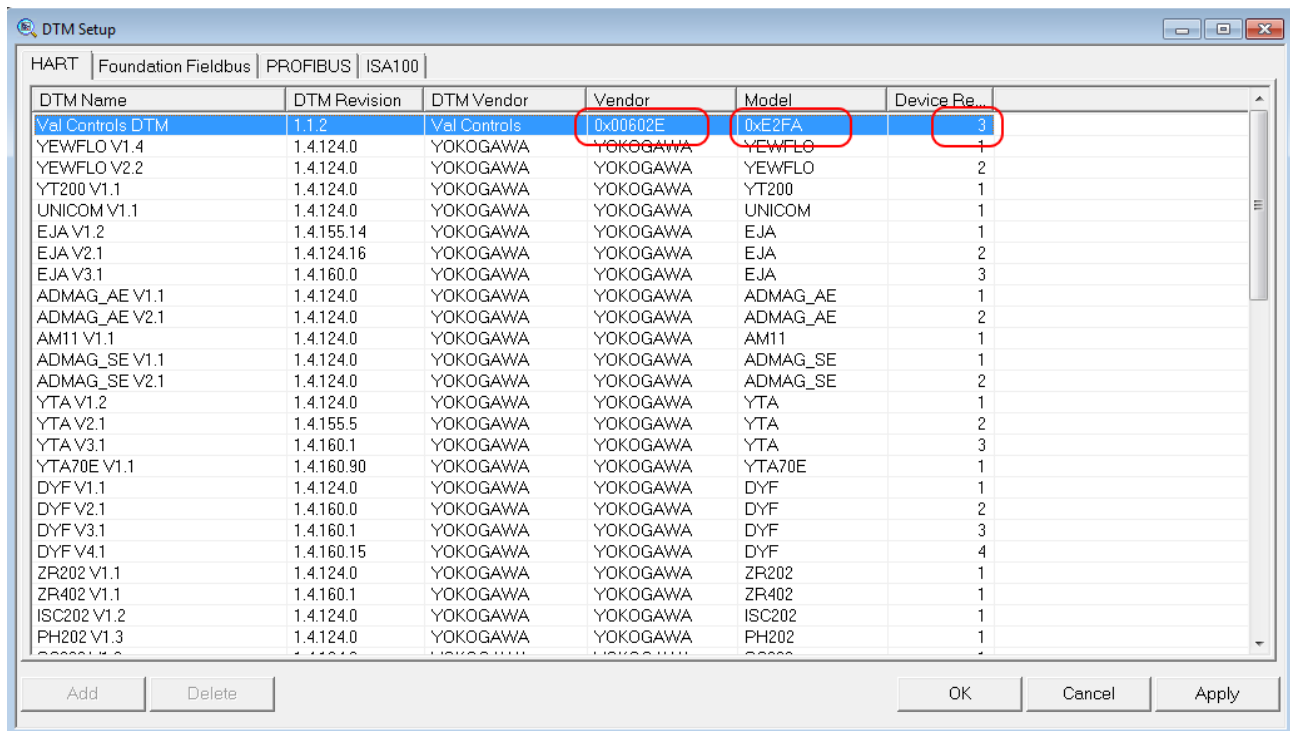 DTM Setup
HART Foundation Fieldbus PROFIBUS ISA100
DTM Name DTM Revision DTM Vendor Vendor Model Device Re...
Val Controls DTM 1.1.2 Val Controls 0x00602E 0xE2FA 3
YEWFLO V1.4 1.4.124.0 YOKOGAWA YOKOGAWA YEWFLO 1
YEWFLO V2.2 1.4.124.0 YOKOGAWA YOKOGAWA YEWFLO 2
YT200 V1.1 1.4.124.0 YOKOGAWA YOKOGAWA YT200 1
UNICOM V1.1 1.4.124.0 YOKOGAWA YOKOGAWA UNICOM 1
EJA V1.2 1.4.155.14 YOKOGAWA YOKOGAWA EJA 1
EJA V2.1 1.4.124.16 YOKOGAWA YOKOGAWA EJA 2
EJA V3.1 1.4.160.0 YOKOGAWA YOKOGAWA EJA 3
ADMAG_AE V1.1 1.4.124.0 YOKOGAWA YOKOGAWA ADMAG_AE 1
ADMAG_AE V2.1 1.4.124.0 YOKOGAWA YOKOGAWA ADMAG_AE 2
AM11 V1.1 1.4.124.0 YOKOGAWA YOKOGAWA AM11 1
ADMAG_SE V1.1 1.4.124.0 YOKOGAWA YOKOGAWA ADMAG_SE 1
ADMAG_SE V2.1 1.4.124.0 YOKOGAWA YOKOGAWA ADMAG_SE 2
YTA V1.2 1.4.124.0 YOKOGAWA YOKOGAWA YTA 1
YTA V2.1 1.4.155.5 YOKOGAWA YOKOGAWA YTA 2
YTA V3.1 1.4.160.1 YOKOGAWA YOKOGAWA YTA 3
YTA70E V1.1 1.4.160.90 YOKOGAWA YOKOGAWA YTA70E 1
DYF V1.1 1.4.124.0 YOKOGAWA YOKOGAWA DYF 1
DYF V2.1 1.4.160.0 YOKOGAWA YOKOGAWA DYF 2
DYF V3.1 1.4.160.1 YOKOGAWA YOKOGAWA DYF 3
DYF V4.1 1.4.160.15 YOKOGAWA YOKOGAWA DYF 4
ZR202 V1.1 1.4.124.0 YOKOGAWA YOKOGAWA ZR202 1
ZR402 V1.1 1.4.160.1 YOKOGAWA YOKOGAWA ZR402 1
ISC202 V1.2 1.4.124.0 YOKOGAWA YOKOGAWA ISC202 1
PH202 V1.3 1.4.124.0 YOKOGAWA YOKOGAWA PH202 1
Add Delete OK Cancel Apply